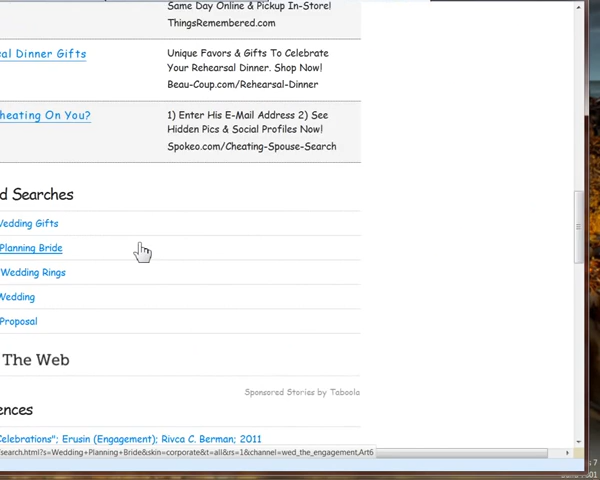 Same Day Online & Pickup In-Store!
ThingsRemembered.com
al Dinner Gifts
Unique Favors & Gifts To Celebrate
Your Rehearsal Dinner. Shop Now!
Beau-Coup.com/Rehearsal-Dinner
heating On You?
1) Enter His E-Mail Address 2) See
Hidden Pics & Social Profiles Now!
Spokeo.com/Cheating-Spouse-Search
d Searches
Wedding Gifts
Planning Bride
Wedding Rings
Wedding
Proposal
The Web
Sponsored Stories by Taboola
ences
Celebrations"; Erusin (Engagement); Rivca C. Berman; 2011
/search.html?s=Wedding+Planning+Bride&skin=corporate&t=all&rs=1&channel=wed_the_engagement,Art6